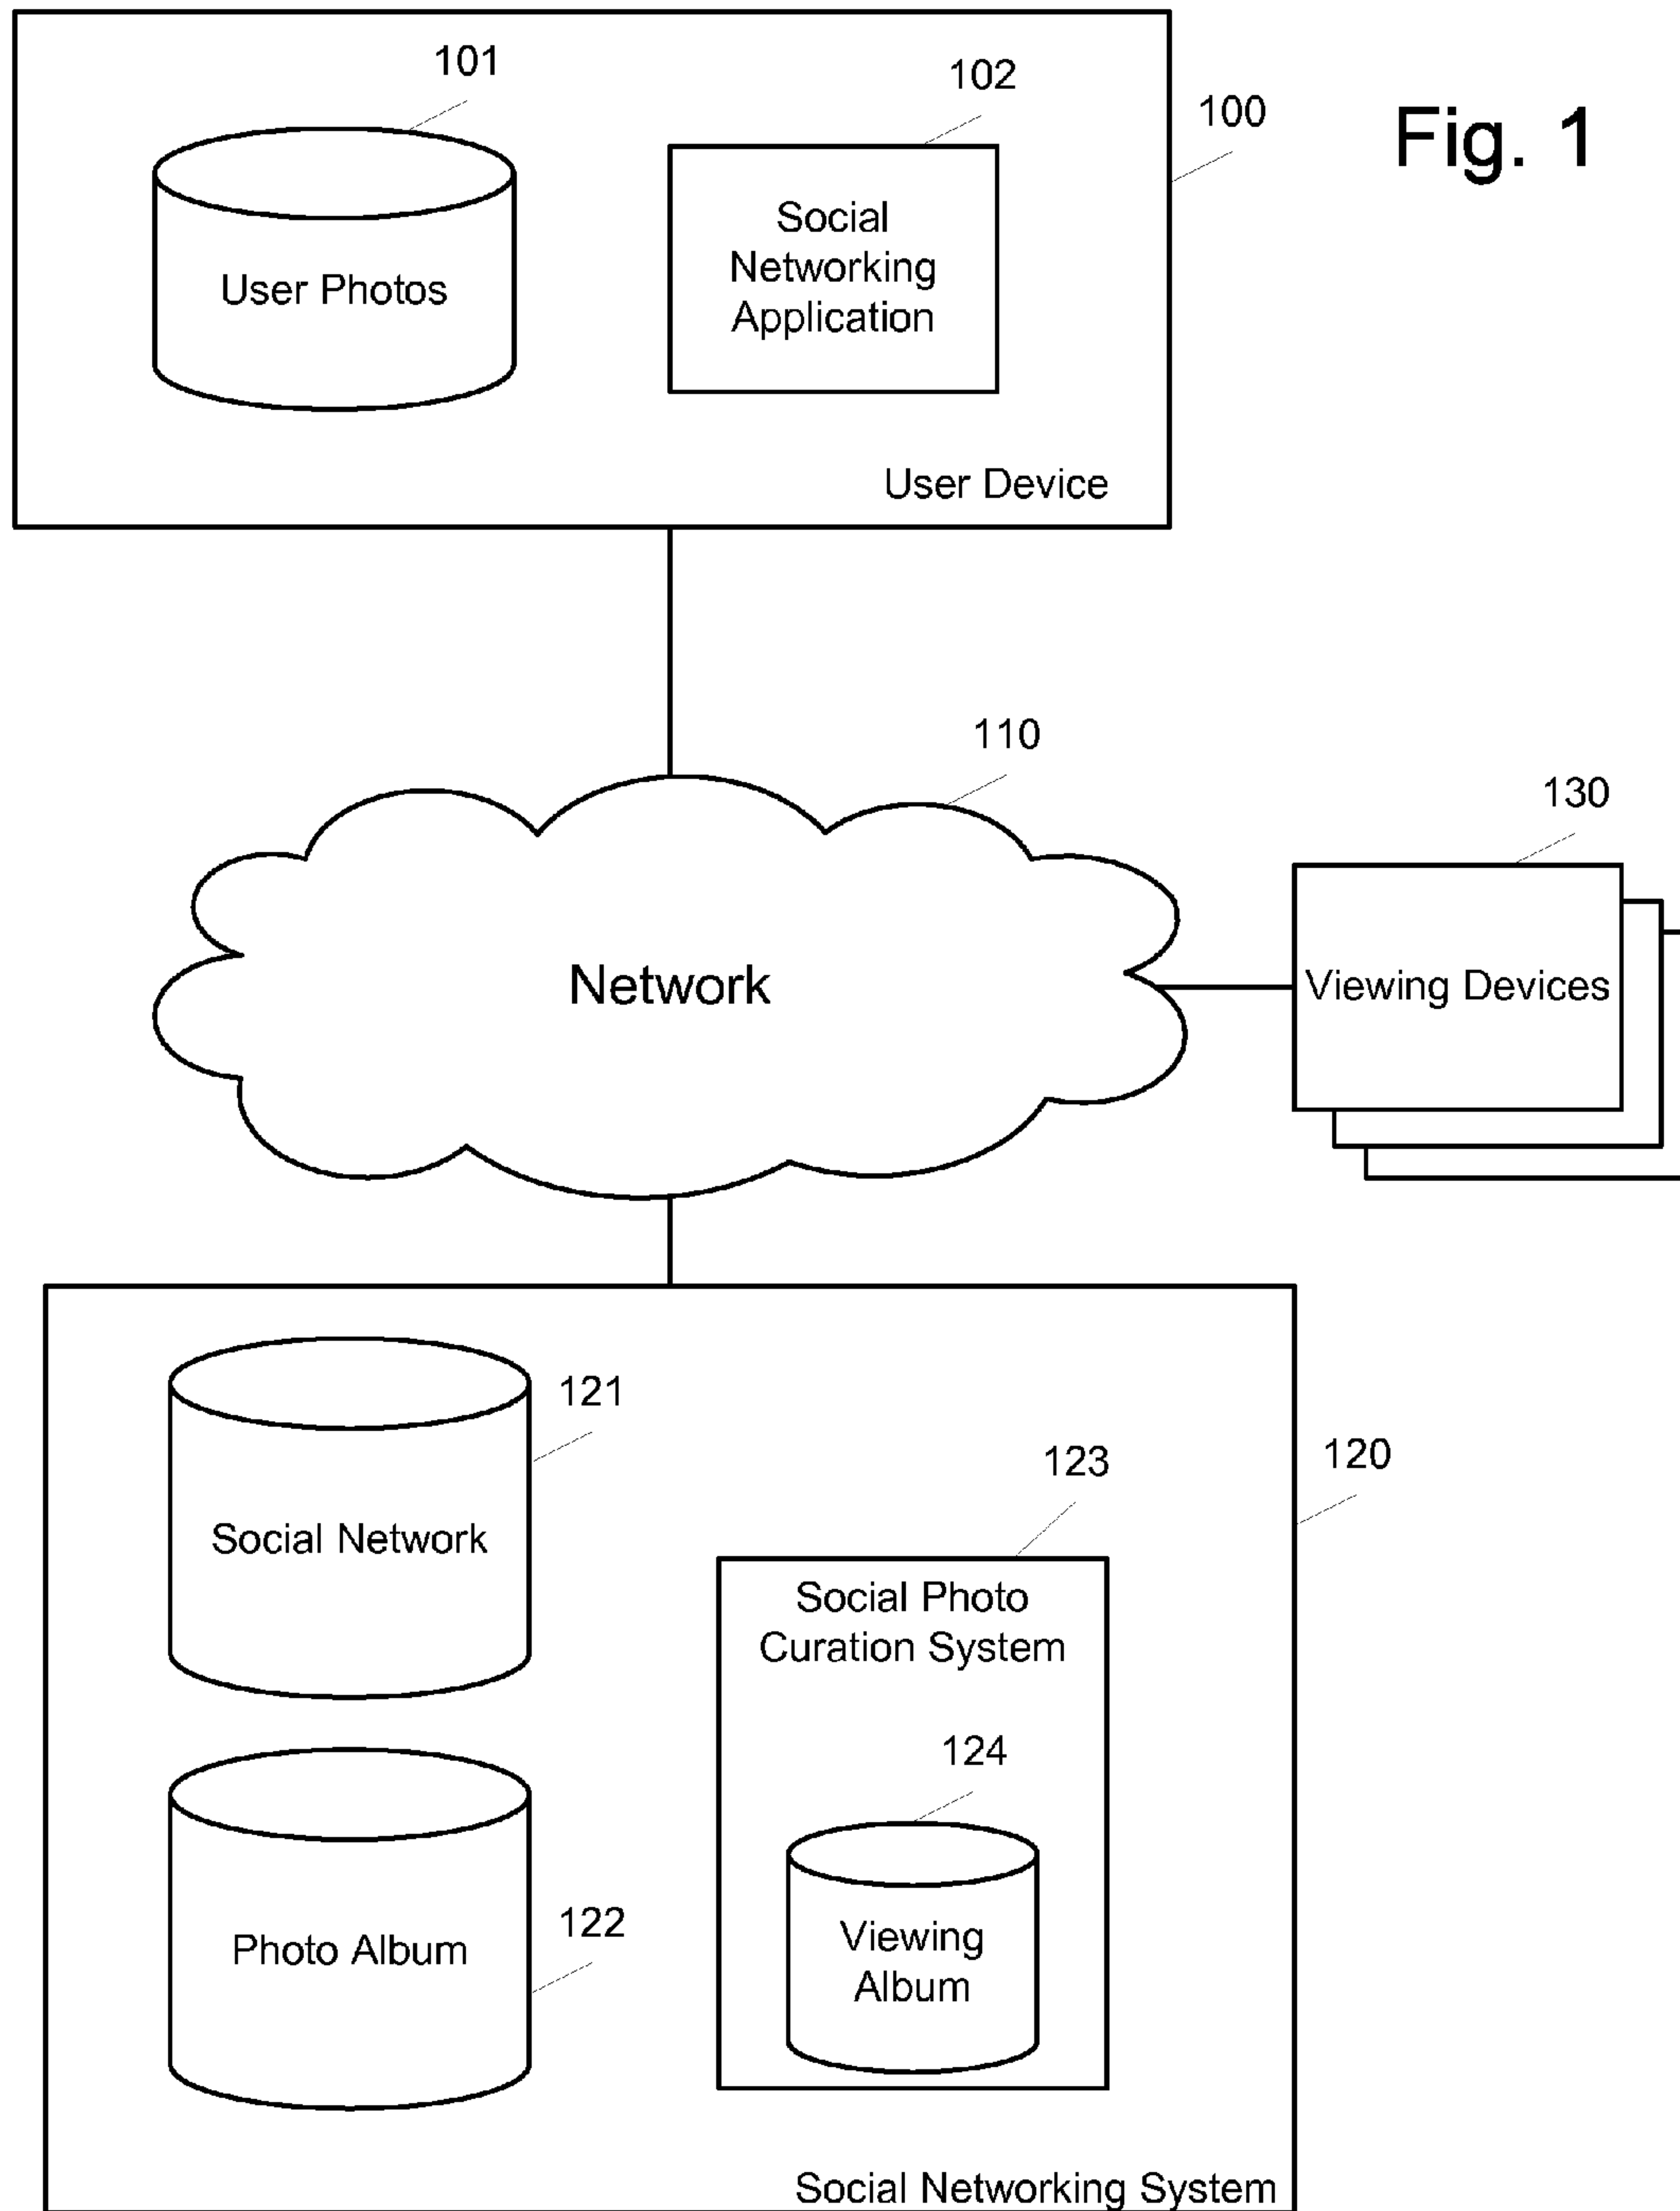 Fig. 1
101
102
100
User Photos
Social
Networking
Application
User Device
110
130
Network
Viewing Devices
121
Social Network
123
120
Social Photo
Curation System
124
Photo Album
122
Viewing
Album
Social Networking System